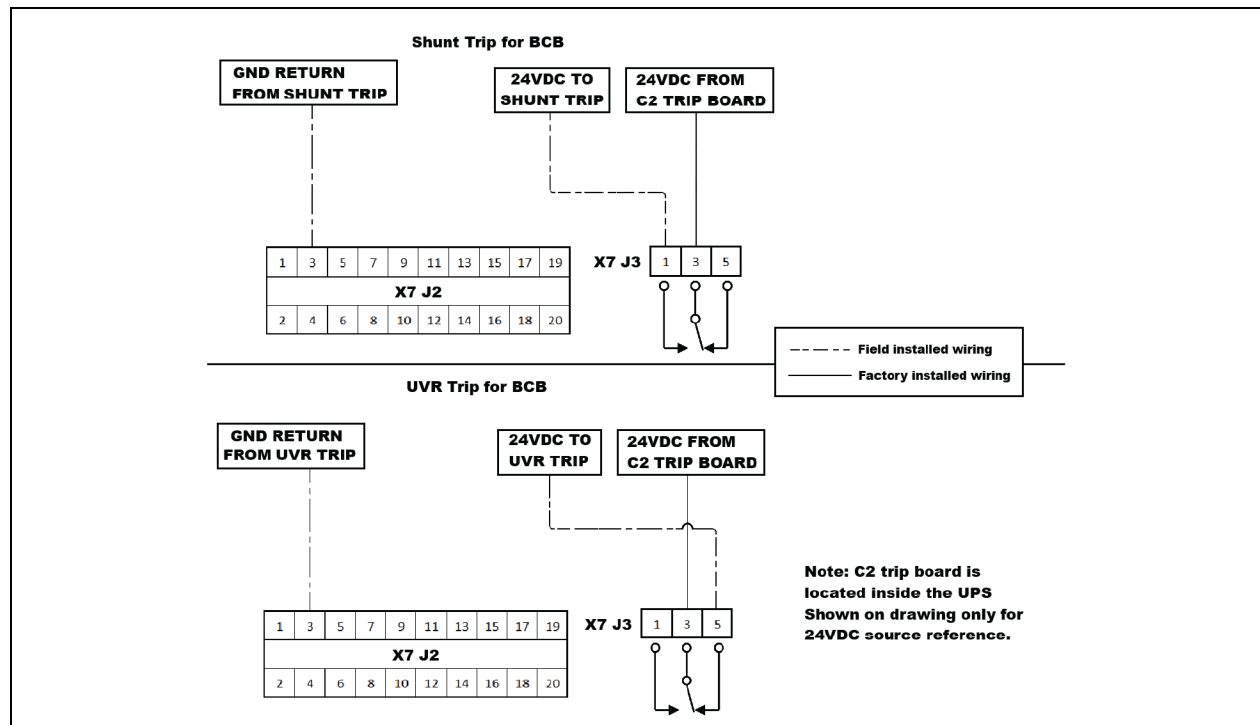 Shunt Trip for BCB
GND RETURN
FROM SHUNT TRIP
24VDC TO
SHUNT TRIP
24VDC FROM
C2 TRIP BOARD
1 3 5 7 9 11 13 15 17 19
X7 J2
2 4 6 8 10 12 14 16 18 20
X7 J3 1 3 5
Field installed wiring
Factory installed wiring
UVR Trip for BCB
GND RETURN
FROM UVR TRIP
24VDC TO
UVR TRIP
24VDC FROM
C2 TRIP BOARD
1 3 5 7 9 11 13 15 17 19
X7 J2
2 4 6 8 10 12 14 16 18 20
X7 J3 1 3 5
Note: C2 trip board is
located inside the UPS
Shown on drawing only for
24VDC source reference.